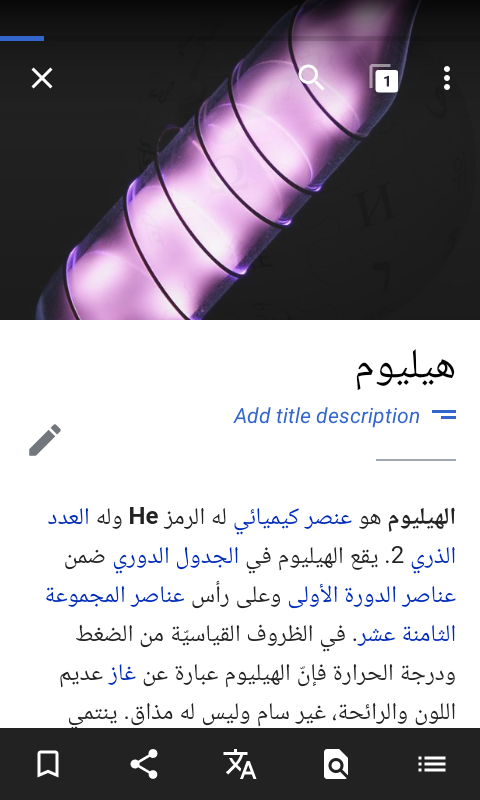 1
هيليوم
Add title description
الهيليوم هو عنصر كيميائي له الرمز He وله العدد
الذري 2. يقع الهيليوم في الجدول الدوري ضمن
عناصر الدورة الأولى وعلى رأس عناصر المجموعة
الثامنة عشر. في الظروف القياسيّة من الضغط
ودرجة الحرارة فإنّ الهيليوم عبارة عن غاز عديم
اللون والرائحة، غير سام وليس له مذاق. ينتمي